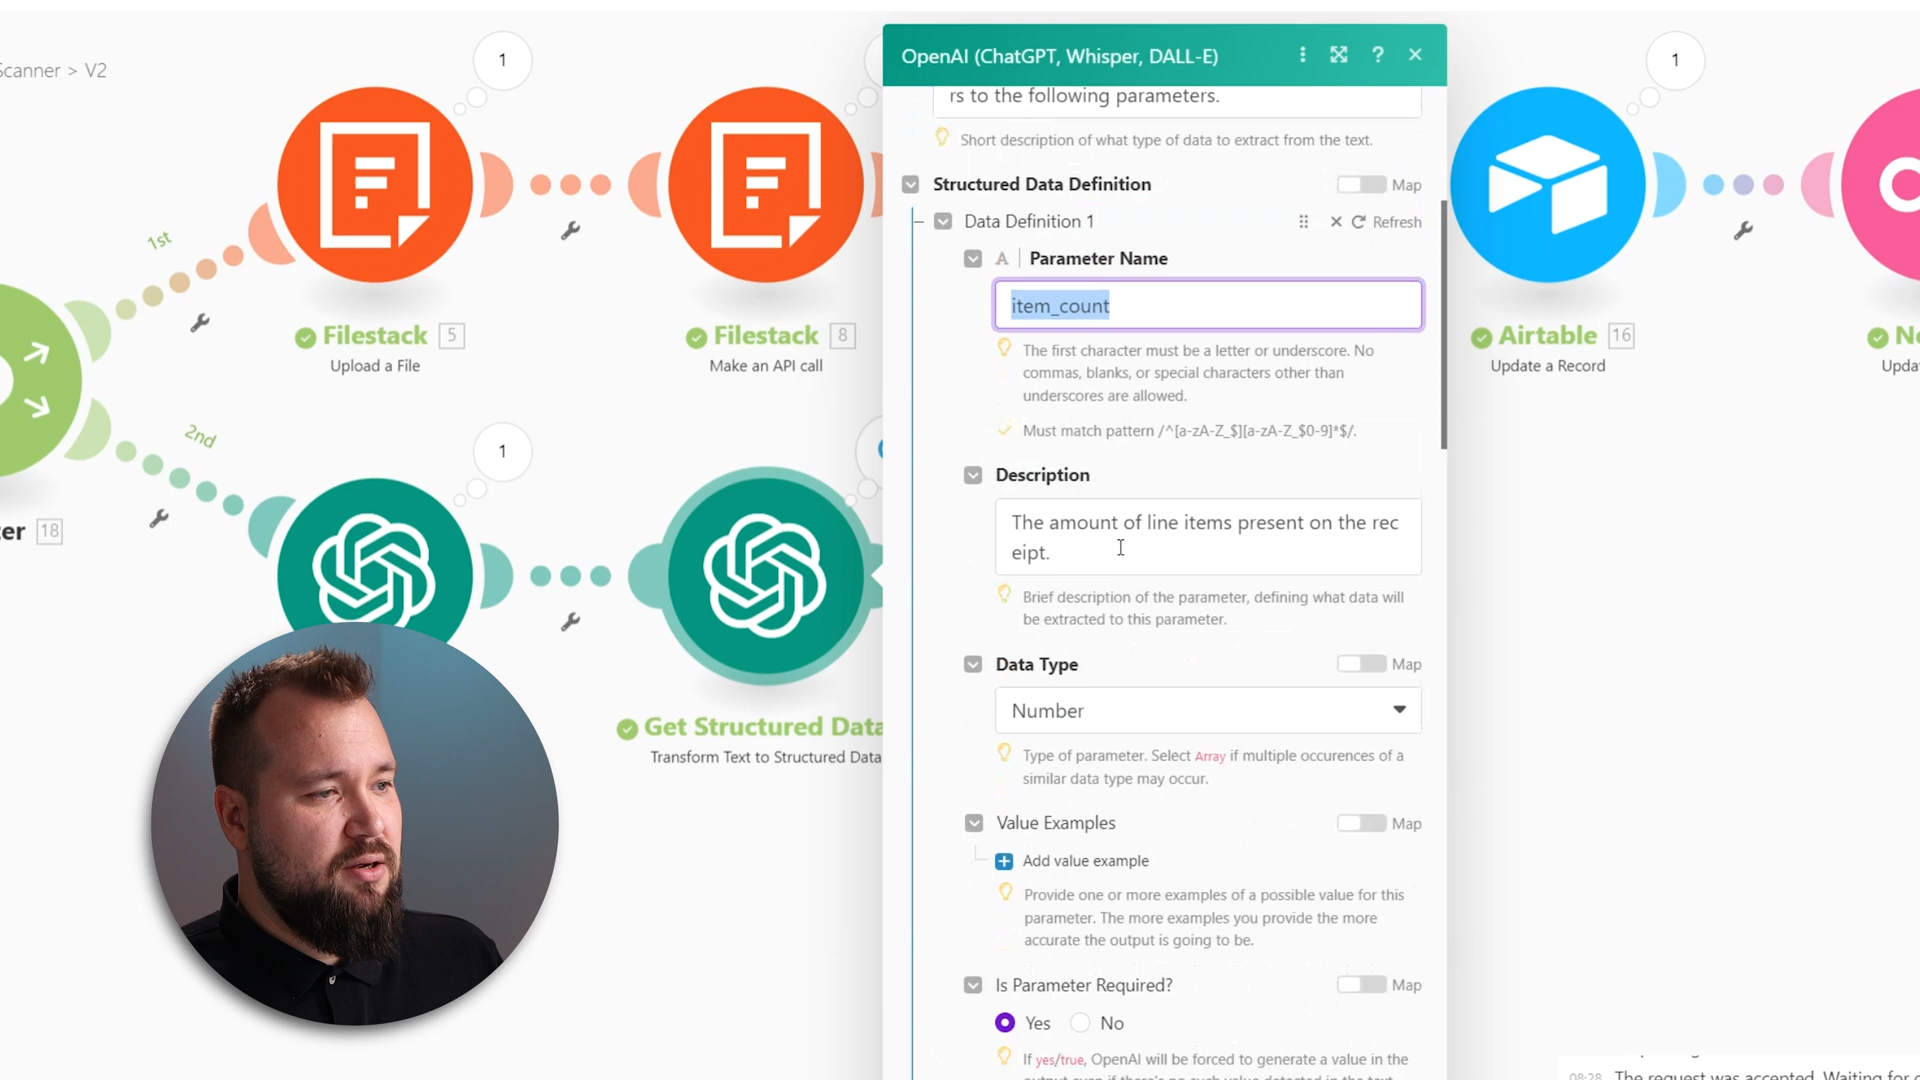 Scanner > V2
1
1st
Filestack 5
Upload a File
Filestack 8
Make an API call
2nd
18
1
Get Structured Data
Transform Text to Structured Data
OpenAI (ChatGPT, Whisper, DALL-E)
rs to the following parameters.
Short description of what type of data to extract from the text.
Structured Data Definition
Map
Data Definition 1
Refresh
A Parameter Name
item_count
The first character must be a letter or underscore. No
commas, blanks, or special characters other than
underscores are allowed.
Must match pattern /^[a-zA-Z_$][a-zA-Z_$0-9]*$/.
Description
The amount of line items present on the rec
eipt.
Brief description of the parameter, defining what data will
be extracted to this parameter.
Data Type
Map
Number
Type of parameter. Select Array if multiple occurences of a
similar data type may occur.
Value Examples
Map
Add value example
Provide one or more examples of a possible value for this
parameter. The more examples you provide the more
accurate the output is going to be.
Is Parameter Required?
Map
Yes No
If yes/true, OpenAI will be forced to generate a value in the
1
Airtable 16
Update a Record
08:28 The request was accepted. Waiting for